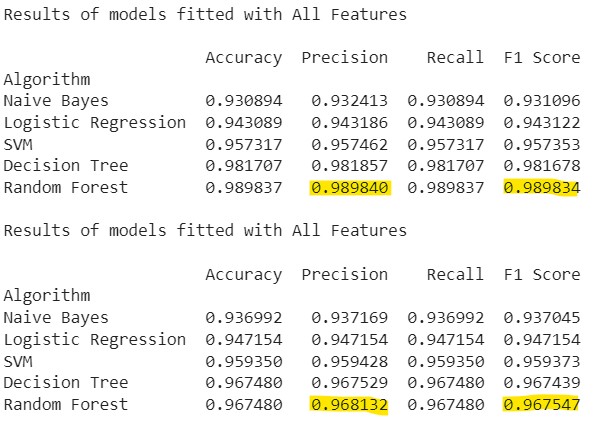 Results of models fitted with All Features
Accuracy Precision Recall F1 Score
Algorithm
Naive Bayes 0.930894 0.932413 0.930894 0.931096
Logistic Regression 0.943089 0.943186 0.943089 0.943122
SVM 0.957317 0.957462 0.957317 0.957353
Decision Tree 0.981707 0.981857 0.981707 0.981678
Random Forest 0.989837 0.989840 0.989837 0.989834
Results of models fitted with All Features
Accuracy Precision Recall F1 Score
Algorithm
Naive Bayes 0.936992 0.937169 0.936992 0.937045
Logistic Regression 0.947154 0.947154 0.947154 0.947154
SVM 0.959350 0.959428 0.959350 0.959373
Decision Tree 0.967480 0.967529 0.967480 0.967439
Random Forest 0.967480 0.968132 0.967480 0.967547